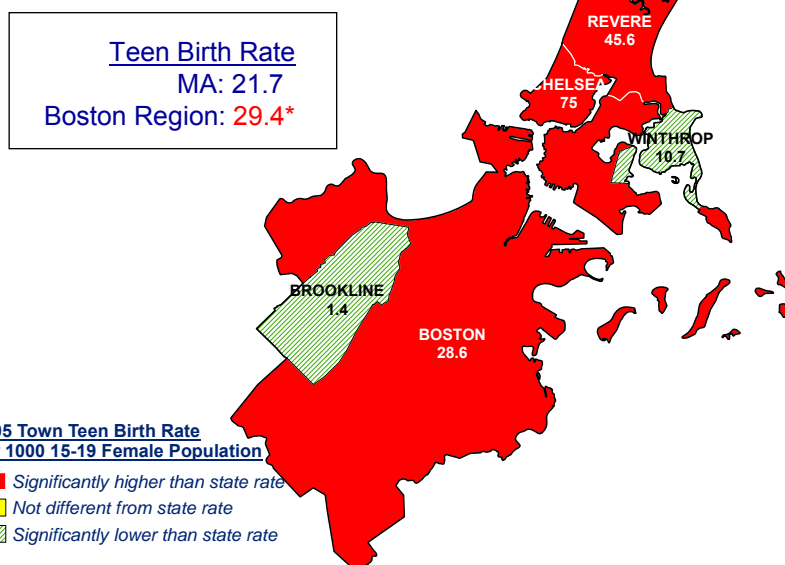 Teen Birth Rate
MA: 21.7
Boston Region: 29.4*
REVERE
45.6
CHELSEA
75
WINTHROP
10.7
BROOKLINE
1.4
BOSTON
28.6
05 Town Teen Birth Rate
1000 15-19 Female Population
Significantly higher than state rate
Not different from state rate
Significantly lower than state rate